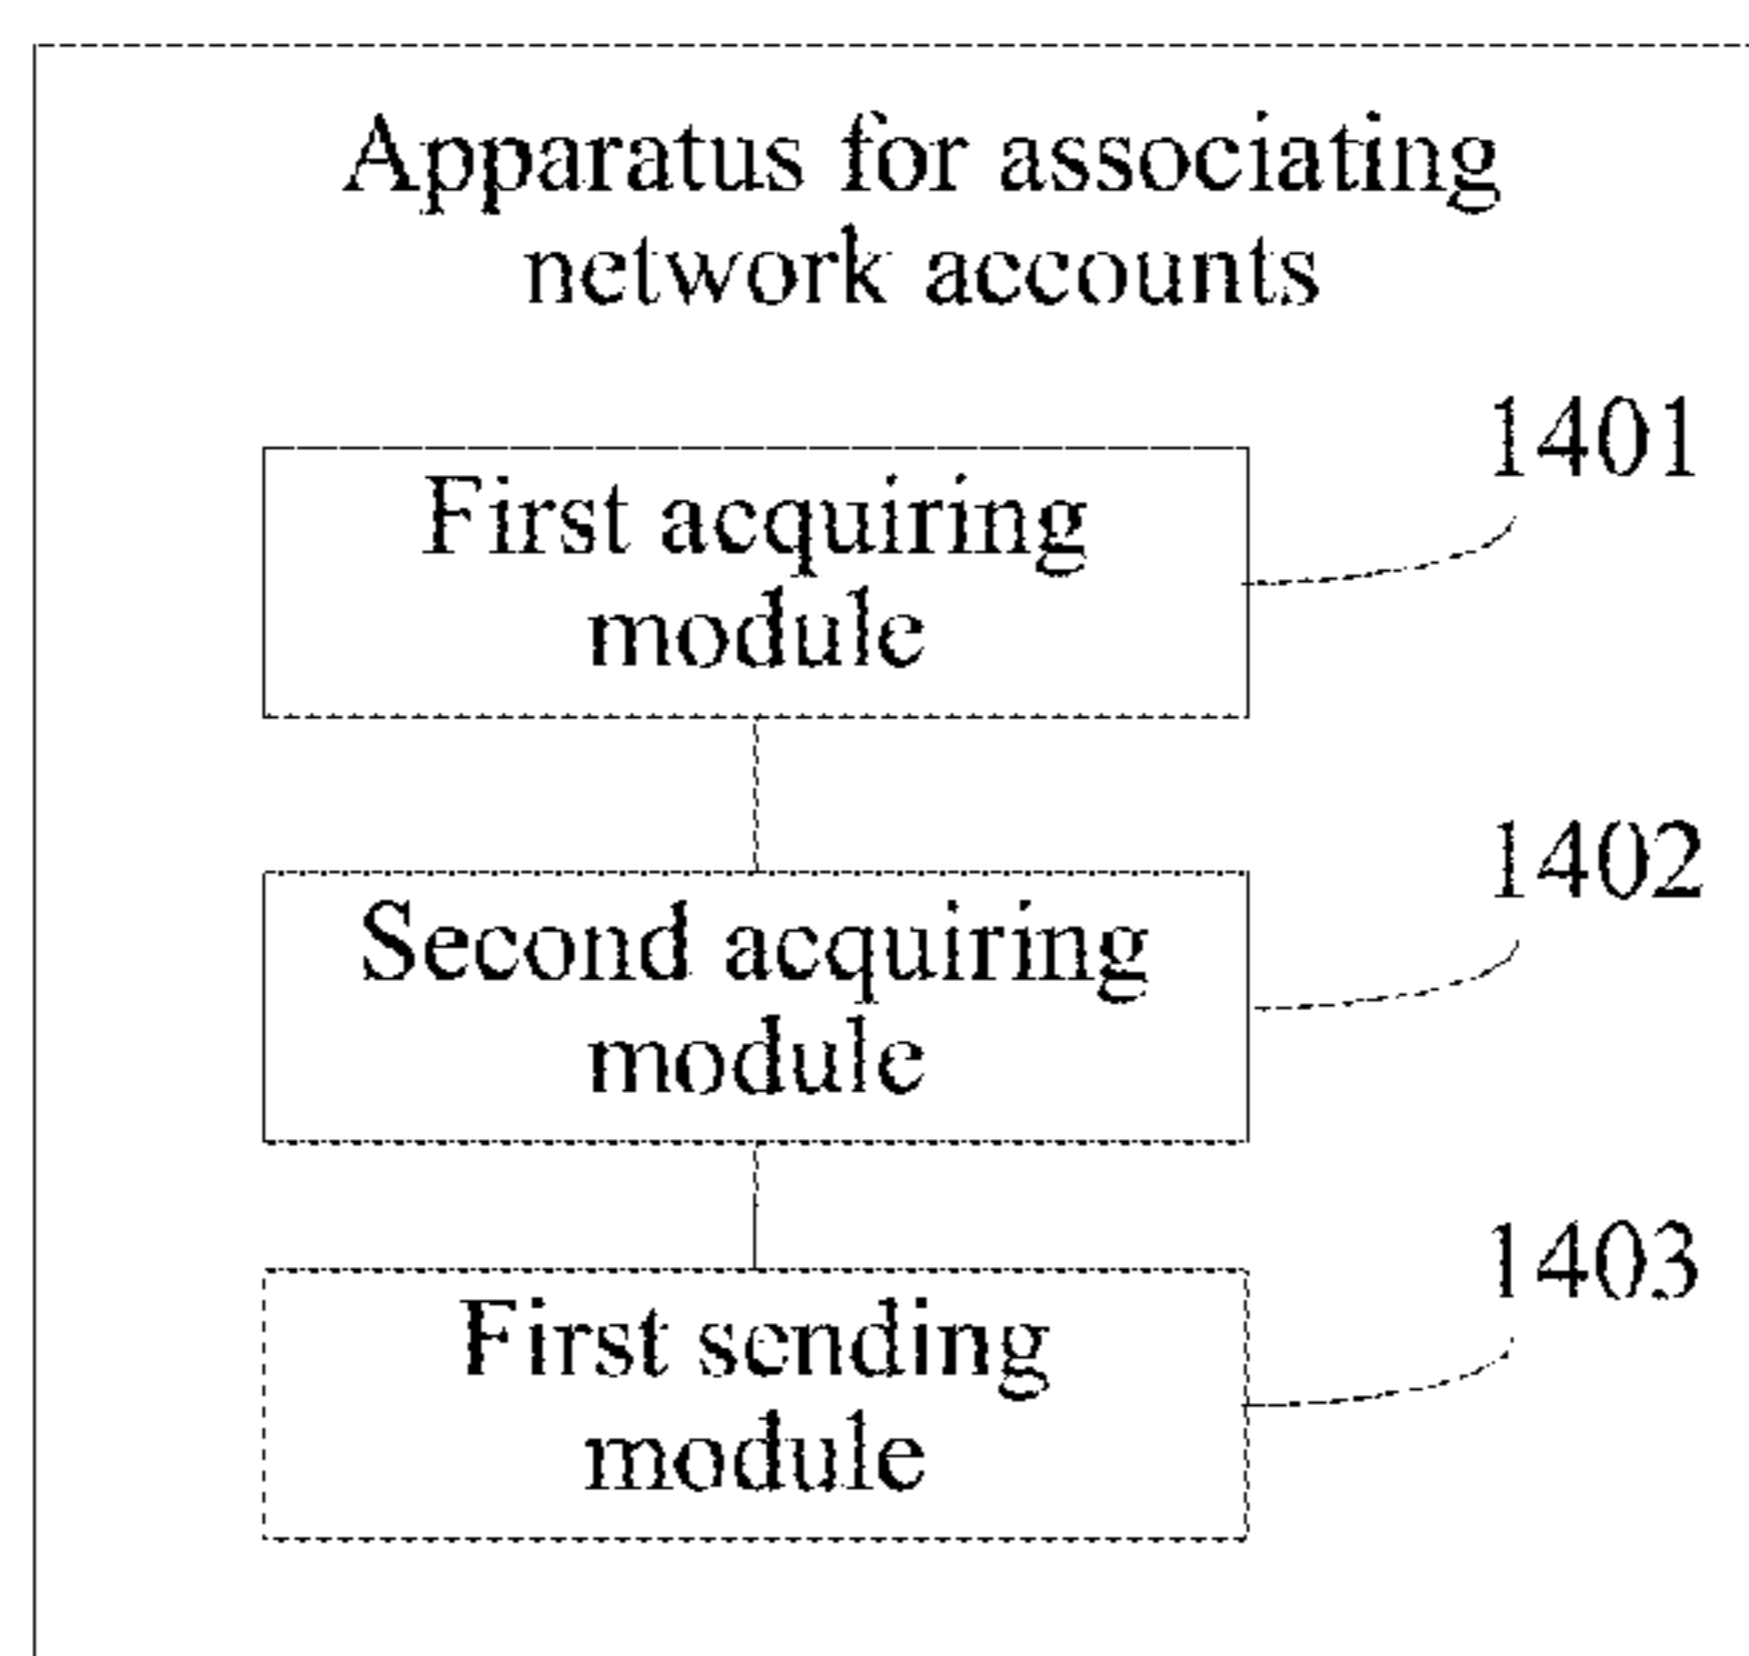 Apparatus for associating
network accounts
1401
First acquiring
module
1402
Second acquiring
module
1403
First sending
module